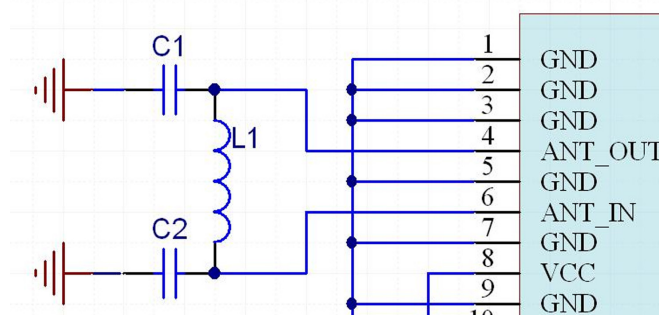 C1
L1
C2
1 GND
2 GND
3 GND
4 ANT_OUT
5 GND
6 ANT_IN
7 GND
8 VCC
9 GND
10